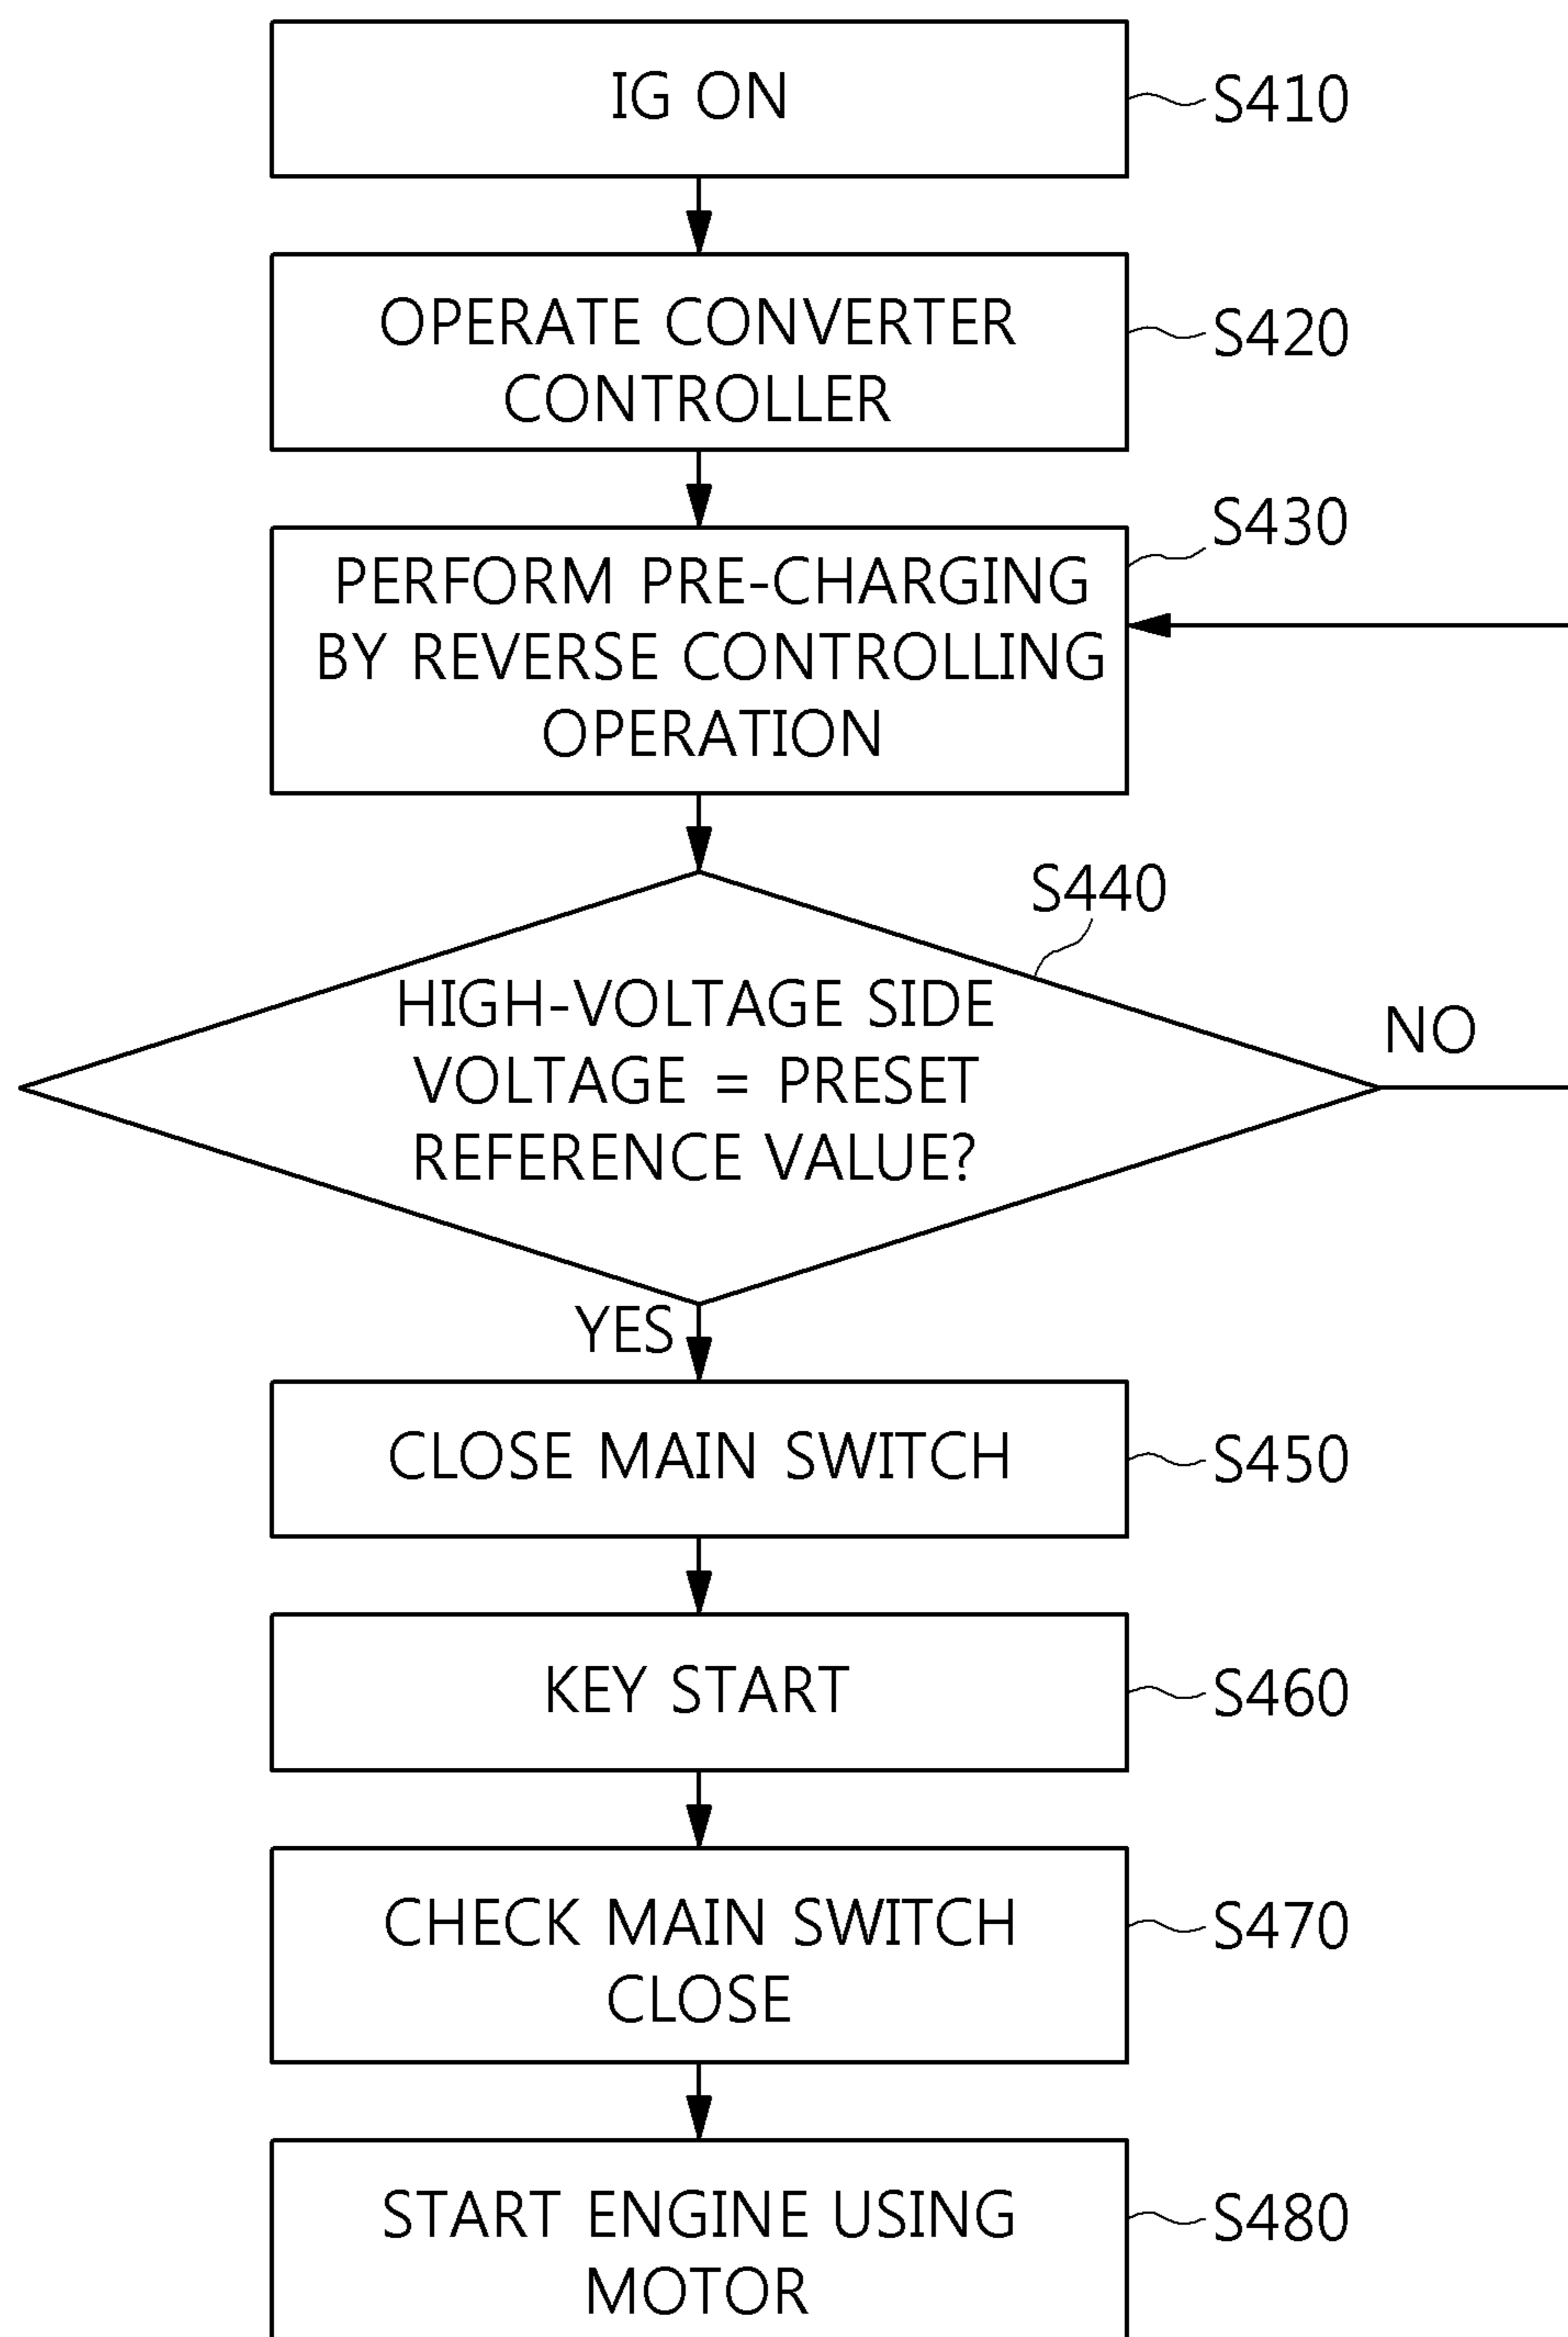 IG ON
S410
OPERATE CONVERTER
CONTROLLER
S420
PERFORM PRE-CHARGING
BY REVERSE CONTROLLING
OPERATION
S430
S440
HIGH-VOLTAGE SIDE
VOLTAGE = PRESET
REFERENCE VALUE?
NO
YES
CLOSE MAIN SWITCH
S450
KEY START
S460
CHECK MAIN SWITCH
CLOSE
S470
START ENGINE USING
MOTOR
S480